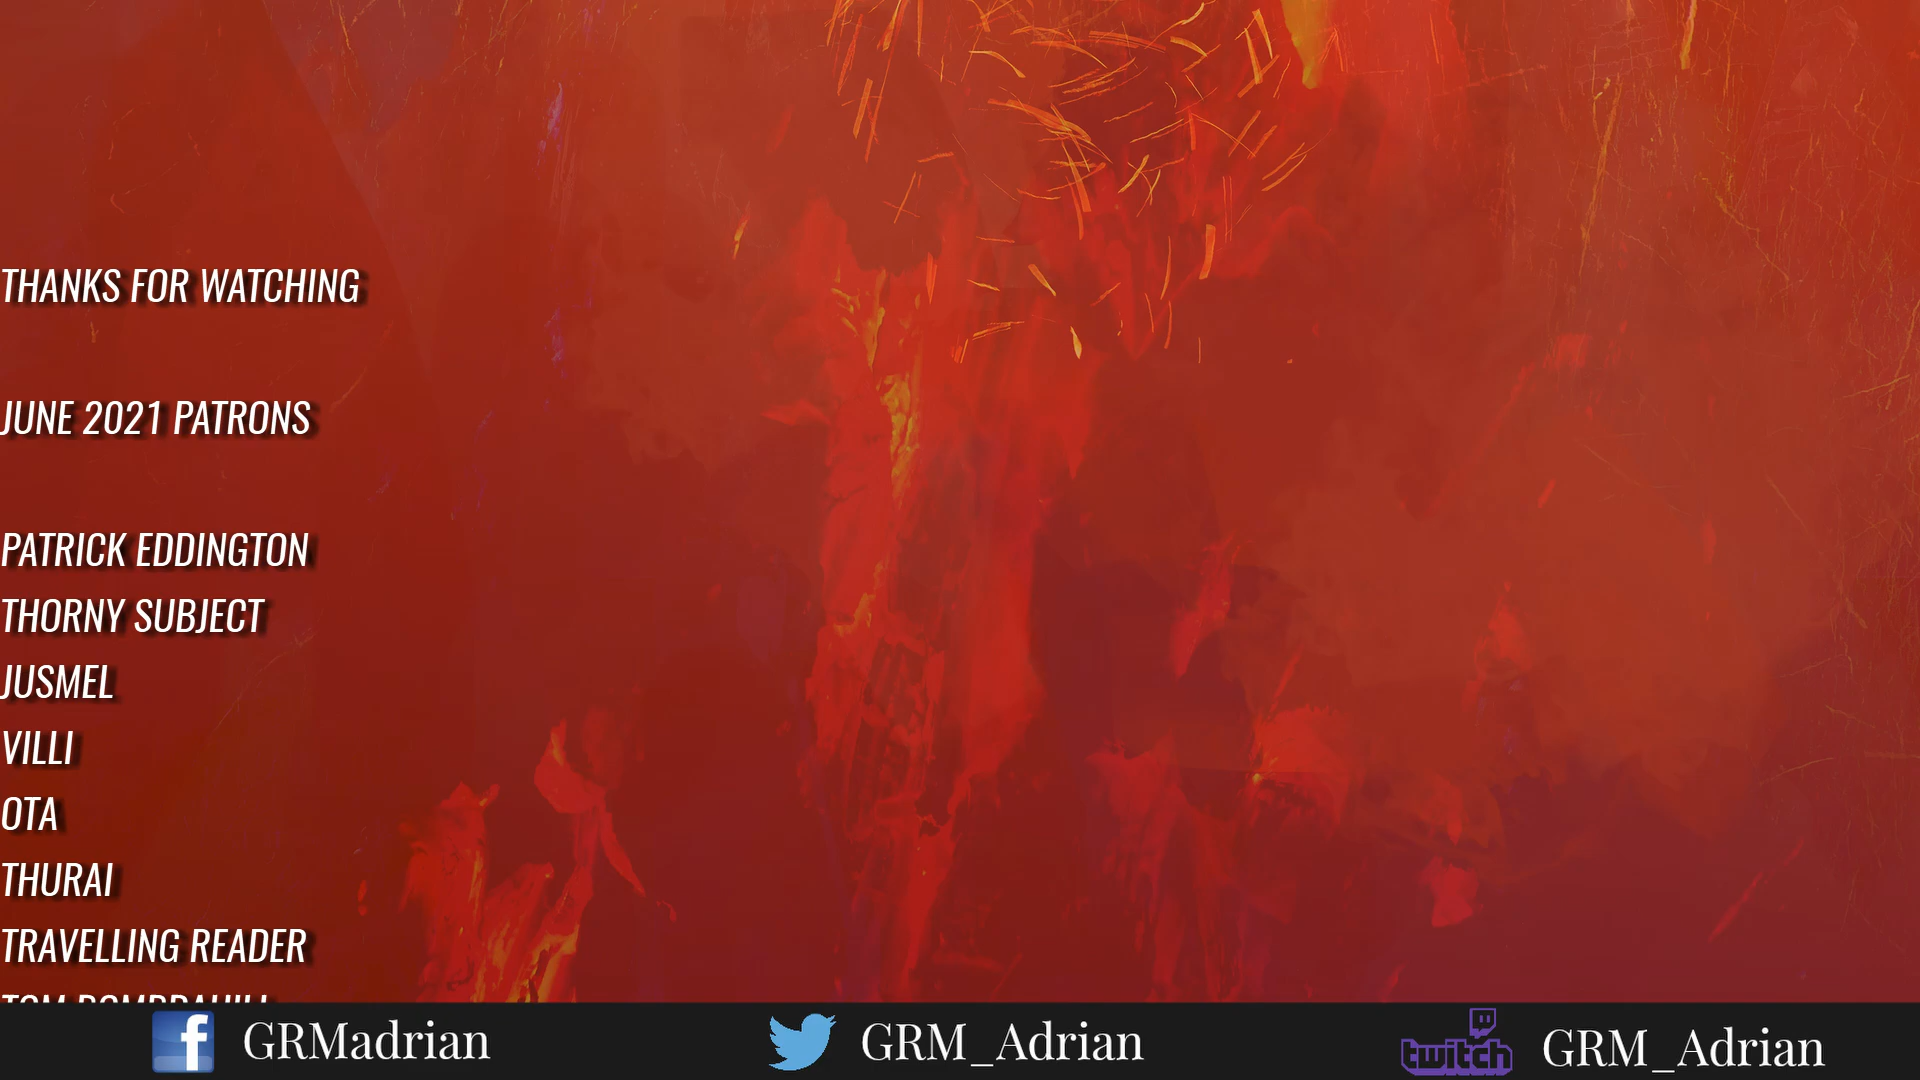 THANKS FOR WATCHING
JUNE 2021 PATRONS
PATRICK EDDINGTON
THORNY SUBJECT
JUSMEL
VILLI
OTA
THURAI
TRAVELLING READER
GRMadrian
GRM_Adrian
twitch
GRM_Adrian